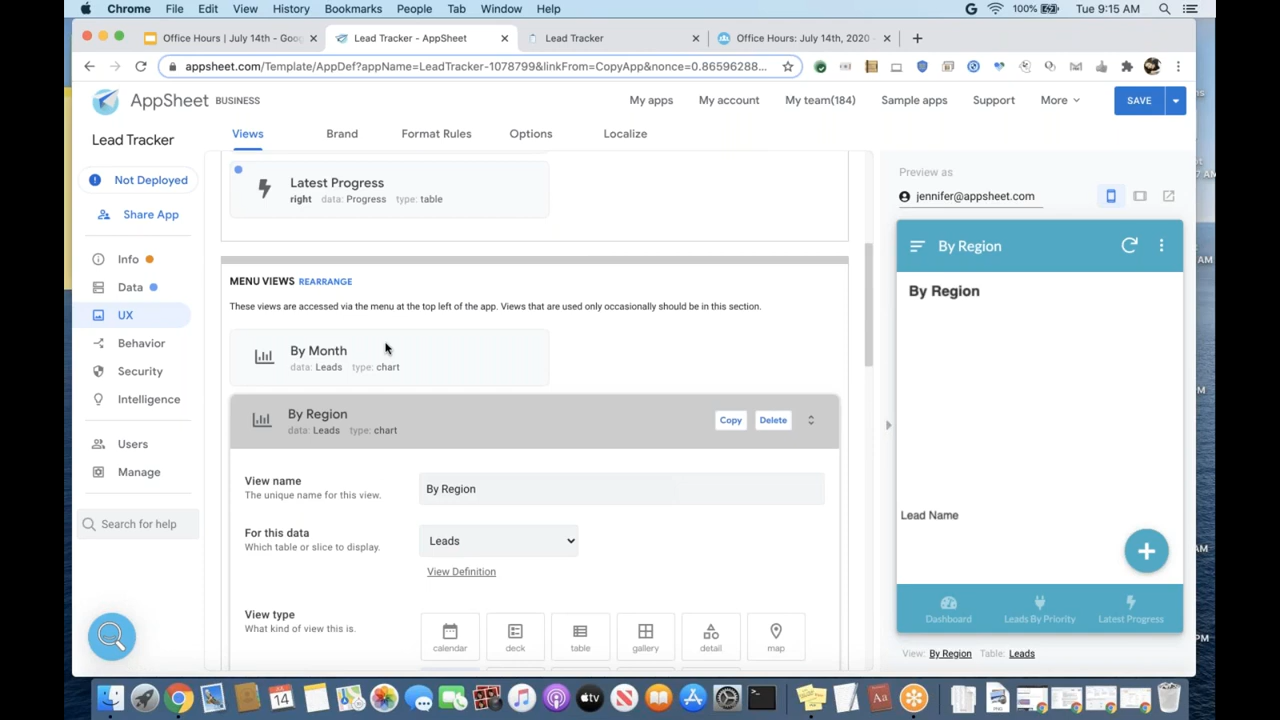 Chrome File Edit View History Bookmarks People Tab Window Help 100% Tue 9:15 AM
Office Hours | July 14th - Goog Lead Tracker - AppSheet Lead Tracker Office Hours: July 14th, 2020 -
appsheet.com/Template/AppDef?appName=LeadTracker-1073799&linkFrom=CopyApp&nonce=0.86596288...
AppSheet BUSINESS My apps My account My team(184) Sample apps Support More SAVE
Lead Tracker Views Brand Format Rules Options Localize
Not Deployed
Share App
Info
Data
UX
Behavior
Security
Intelligence
Users
Manage
Search for help
Latest Progress
right data: Progress type: table
MENU VIEWS REARRANGE
These views are accessed via the menu at the top left of the app. Views that are used only occasionally should be in this section.
By Month
data: Leads type: chart
By Region Copy Delete
data: Leads type: chart
View name By Region
The unique name for this view.
For this data Leads
Which table or slice to display.
View Definition
View type
What kind of view this is.
calendar deck table gallery detail
Preview as
jennifer@appsheet.com
By Region
By Region
Lead Name
Dashboard Leads By Priority Latest Progress
View: By Region Table: Leads
AM
M
AM
PM